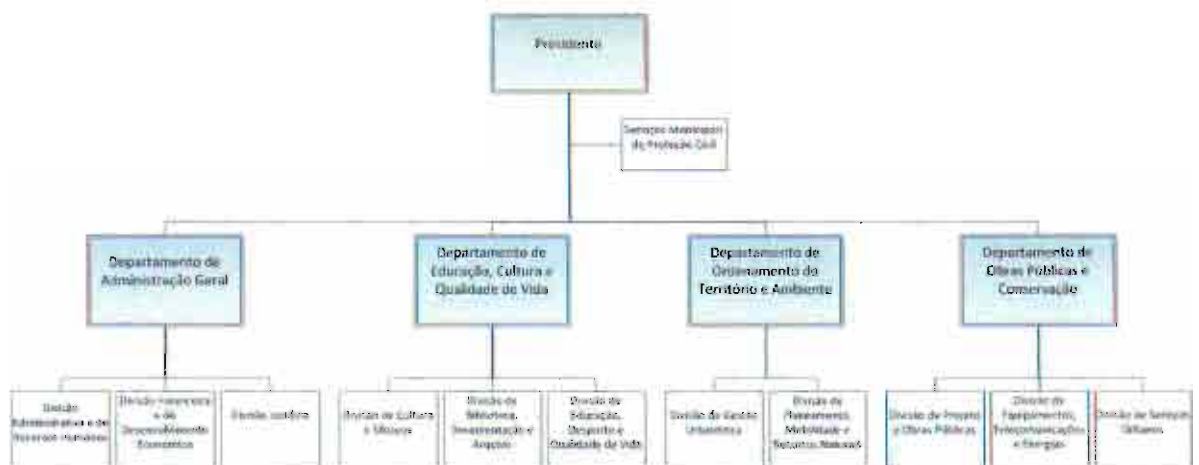 Presidente
Serviços Municipais
de Proteção Civil
Departamento de
Administração Geral
Departamento de
Educação, Cultura e
Qualidade de Vida
Departamento de
Ordenamento do
Território e Ambiente
Departamento de
Obras Públicas e
Conservação
Divisão
Administrativa e de
Recursos Humanos
Divisão Financeira
e de
Desenvolvimento
Económico
Divisão Jurídica
Divisão de Cultura
e Museus
Divisão de
Biblioteca,
Documentação e
Arquivo
Divisão de
Educação,
Desporto e
Qualidade de Vida
Divisão de Gestão
Urbanística
Divisão de
Planeamento,
Mobilidade e
Recursos Naturais
Divisão de Projeto
e Obras Públicas
Divisão de
Equipamentos,
Telecomunicações
e Energias
Divisão de Serviços
Urbanos